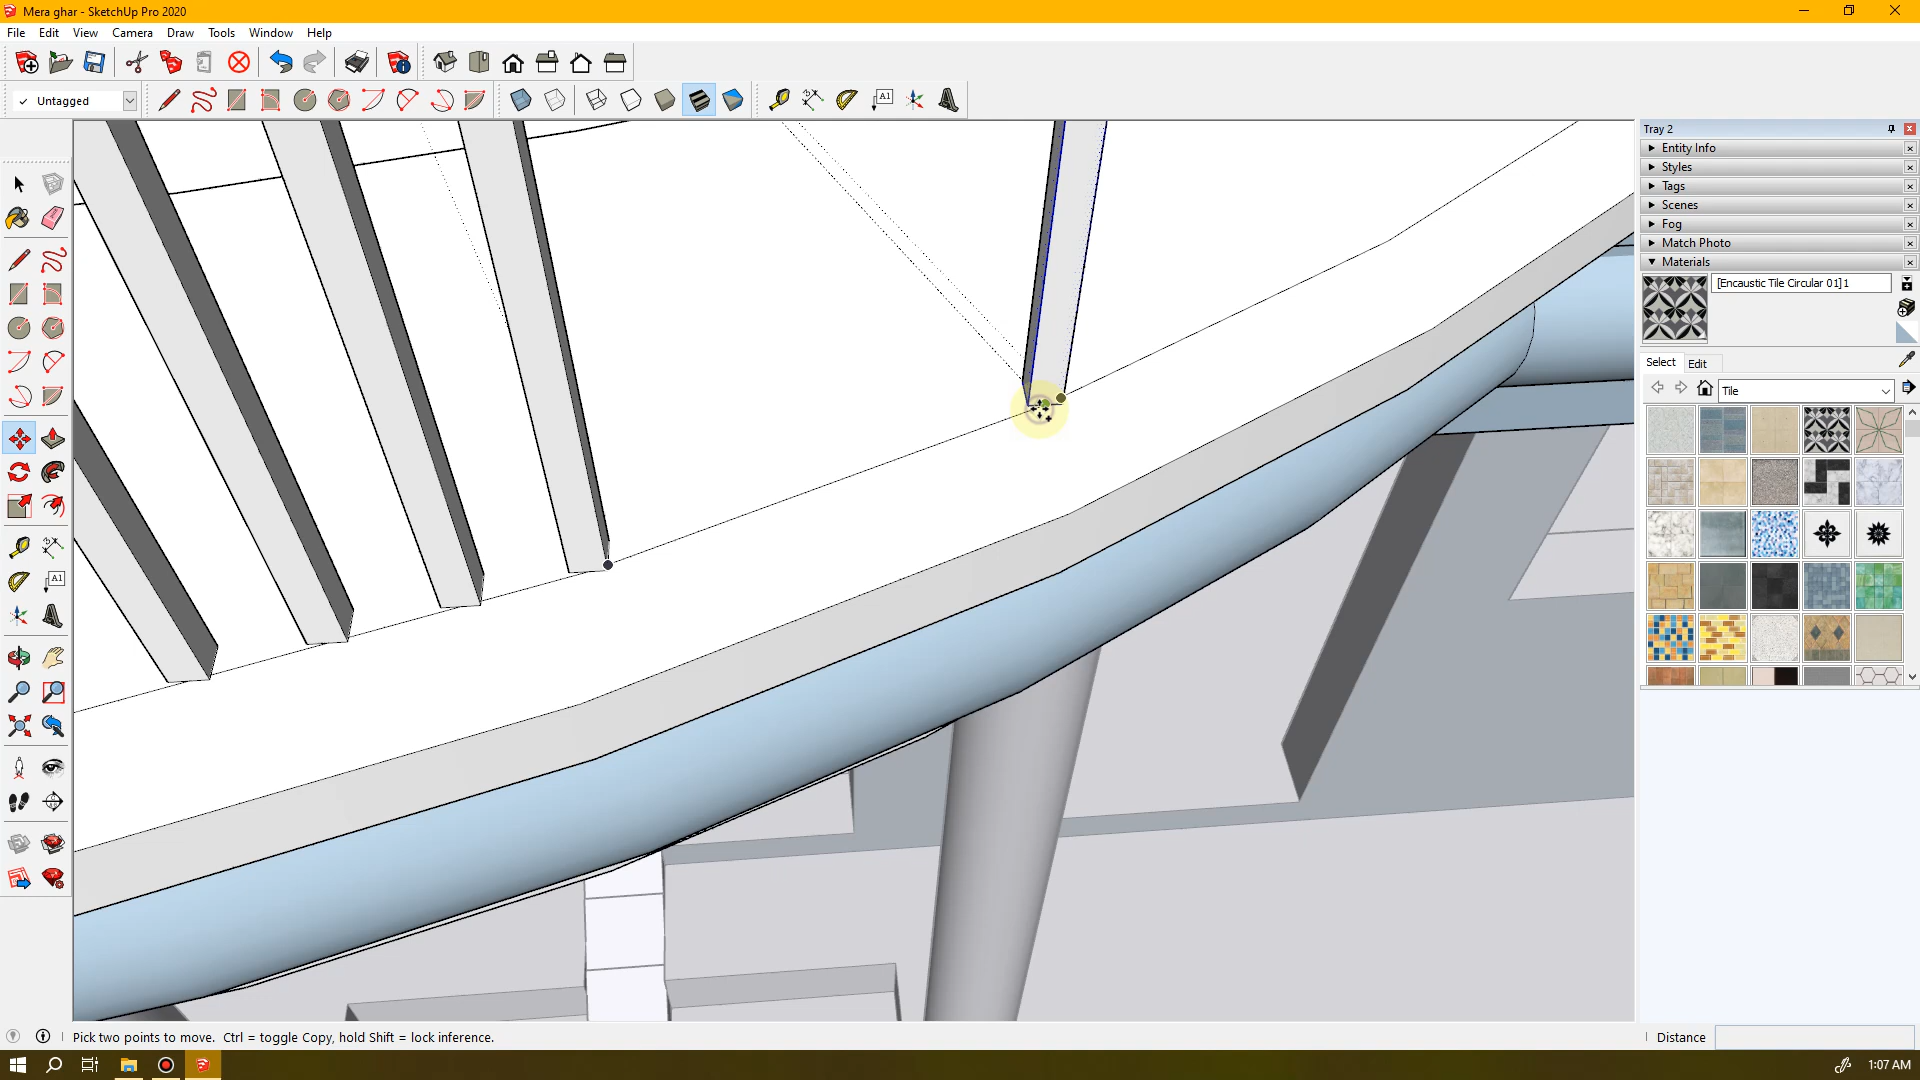 Mera ghar - SketchUp Pro 2020
File Edit View Camera Draw Tools Window Help
Untagged
A1
Tray 2
Entity Info
Styles
Tags
Scenes
Fog
Match Photo
Materials
[Encaustic Tile Circular 01]1
Select Edit
Tile
A1
Pick two points to move. Ctrl = toggle Copy, hold Shift = lock inference.
Distance
1:07 AM